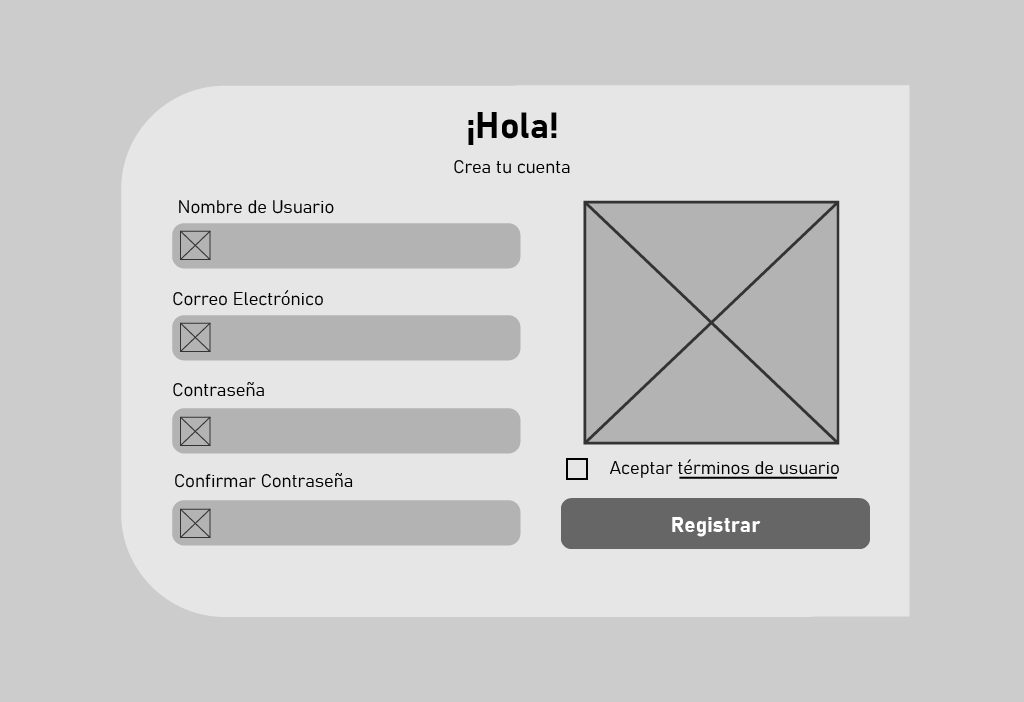 ¡Hola!
Crea tu cuenta
Nombre de Usuario
Correo Electrónico
Contraseña
Confirmar Contraseña
Aceptar términos de usuario
Registrar